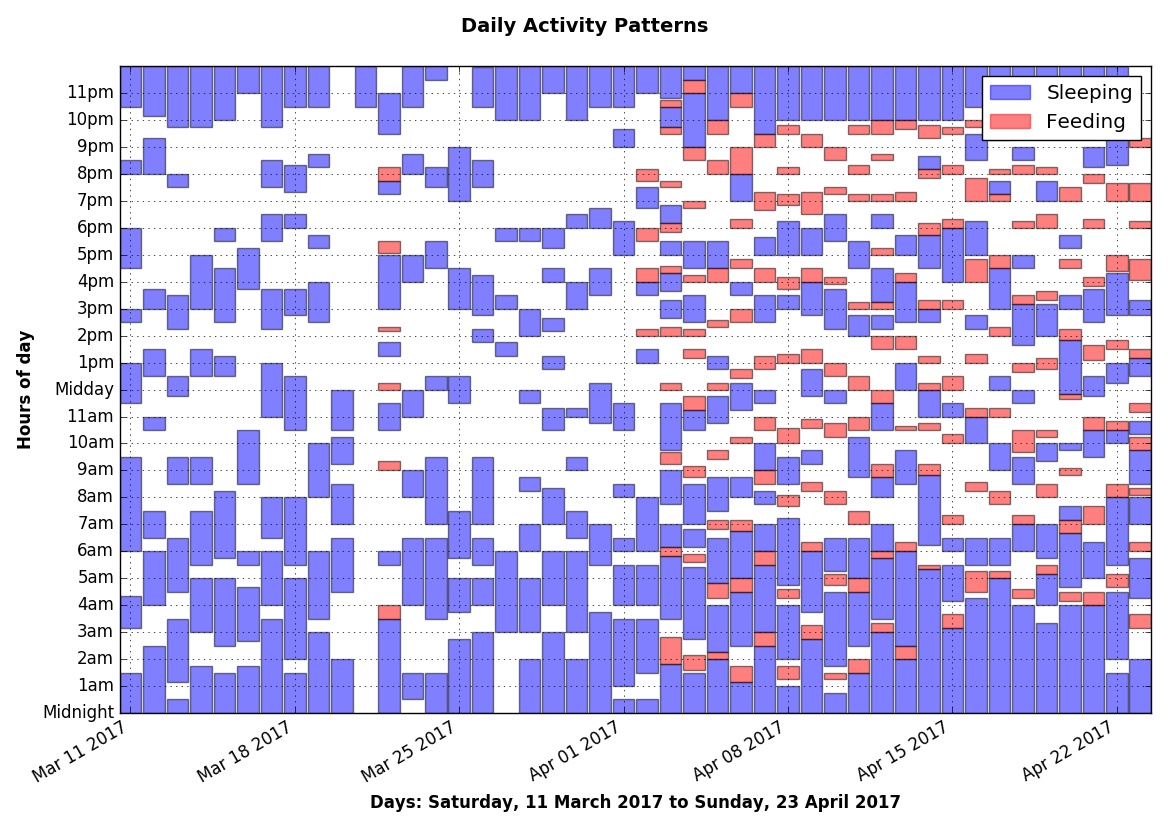 Daily Activity Patterns
Sleeping
Feeding
11pm
10pm
9pm
8pm
7pm
6pm
5pm
4pm
3pm
2pm
1pm
Midday
11am
10am
9am
8am
7am
6am
5am
4am
3am
2am
1am
Midnight
Hours of day
Mar 11 2017
Mar 18 2017
Mar 25 2017
Apr 01 2017
Apr 08 2017
Apr 15 2017
Apr 22 2017
Days: Saturday, 11 March 2017 to Sunday, 23 April 2017